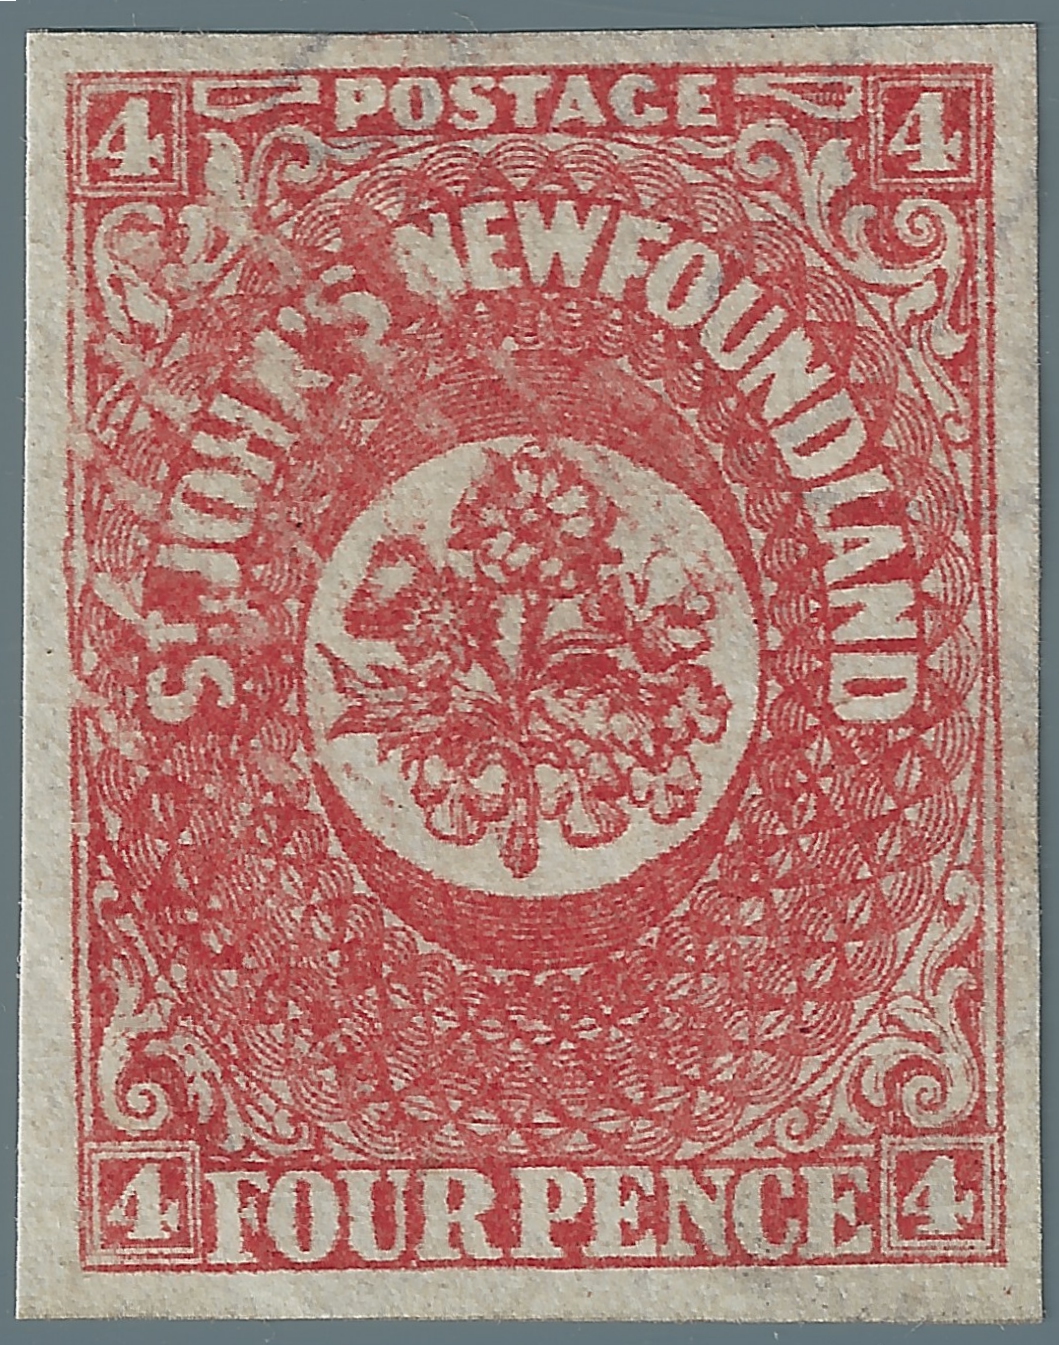 4 POSTAGE 4
ST. JOHN'S NEWFOUNDLAND
4 FOUR PENCE 4